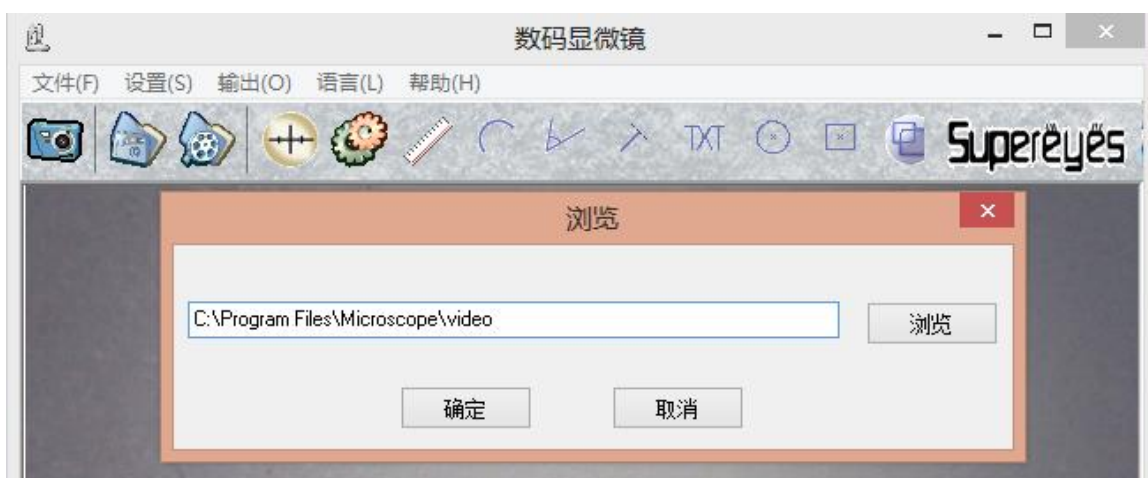 数码显微镜
文件(F) 设置(S) 输出(O) 语言(L) 帮助(H)
TXT
Supereyes
浏览
C:\Program Files\Microscope\video 浏览
确定 取消